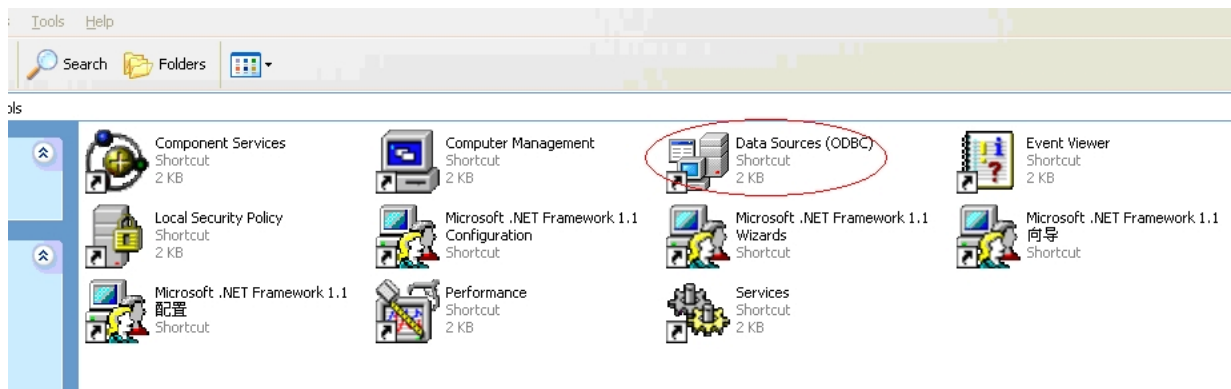 Tools Help
Search Folders
ols
Component Services
Shortcut
2 KB
Computer Management
Shortcut
2 KB
Data Sources (ODBC)
Shortcut
2 KB
Event Viewer
Shortcut
2 KB
Local Security Policy
Shortcut
2 KB
Microsoft .NET Framework 1.1
Configuration
Shortcut
Microsoft .NET Framework 1.1
Wizards
Shortcut
Microsoft .NET Framework 1.1
向导
Shortcut
Microsoft .NET Framework 1.1
配置
Shortcut
Performance
Shortcut
2 KB
Services
Shortcut
2 KB